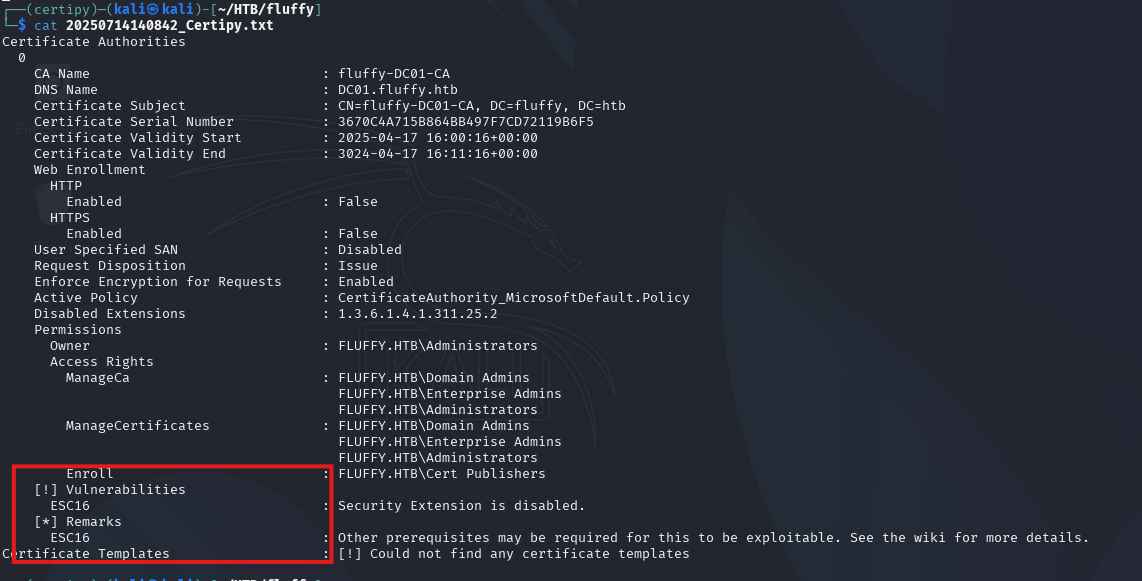 (certipy)-(kali㉿kali)-[~/HTB/fluffy]
$ cat 20250714140842_Certipy.txt
Certificate Authorities
0
CA Name : fluffy-DC01-CA
DNS Name : DC01.fluffy.htb
Certificate Subject : CN=fluffy-DC01-CA, DC=fluffy, DC=htb
Certificate Serial Number : 3670C4A715B864BB497F7CD72119B6F5
Certificate Validity Start : 2025-04-17 16:00:16+00:00
Certificate Validity End : 3024-04-17 16:11:16+00:00
Web Enrollment
HTTP
Enabled : False
HTTPS
Enabled : False
User Specified SAN : Disabled
Request Disposition : Issue
Enforce Encryption for Requests : Enabled
Active Policy : CertificateAuthority_MicrosoftDefault.Policy
Disabled Extensions : 1.3.6.1.4.1.311.25.2
Permissions
Owner : FLUFFY.HTB\Administrators
Access Rights
ManageCa : FLUFFY.HTB\Domain Admins
FLUFFY.HTB\Enterprise Admins
FLUFFY.HTB\Administrators
ManageCertificates : FLUFFY.HTB\Domain Admins
FLUFFY.HTB\Enterprise Admins
FLUFFY.HTB\Administrators
Enroll : FLUFFY.HTB\Cert Publishers
[!] Vulnerabilities
ESC16 : Security Extension is disabled.
[*] Remarks
ESC16 : Other prerequisites may be required for this to be exploitable. See the wiki for more details.
Certificate Templates : [!] Could not find any certificate templates